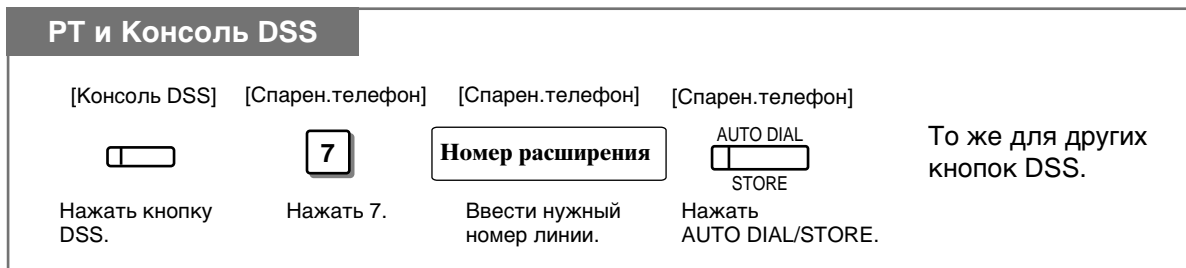 РТ и Консоль DSS
[Консоль DSS] [Спарен.телефон] [Спарен.телефон] [Спарен.телефон]
7
Номер расширения
AUTO DIAL
STORE
То же для других
кнопок DSS.
Нажать кнопку
DSS.
Нажать 7.
Ввести нужный
номер линии.
Нажать
AUTO DIAL/STORE.